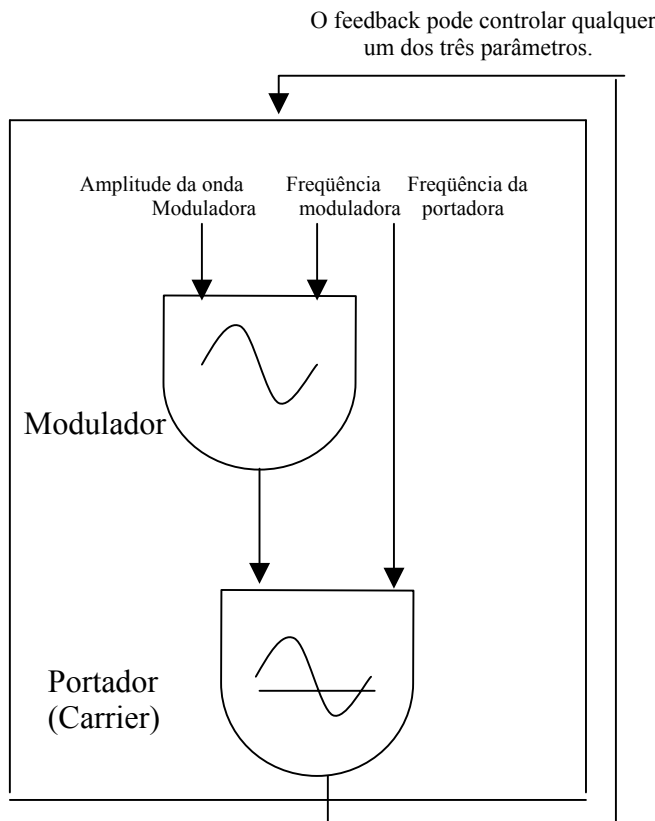 O feedback pode controlar qualquer
um dos três parâmetros.
Amplitude da onda
Moduladora
Freqüência
moduladora
Freqüência da
portadora
Modulador
Portador
(Carrier)